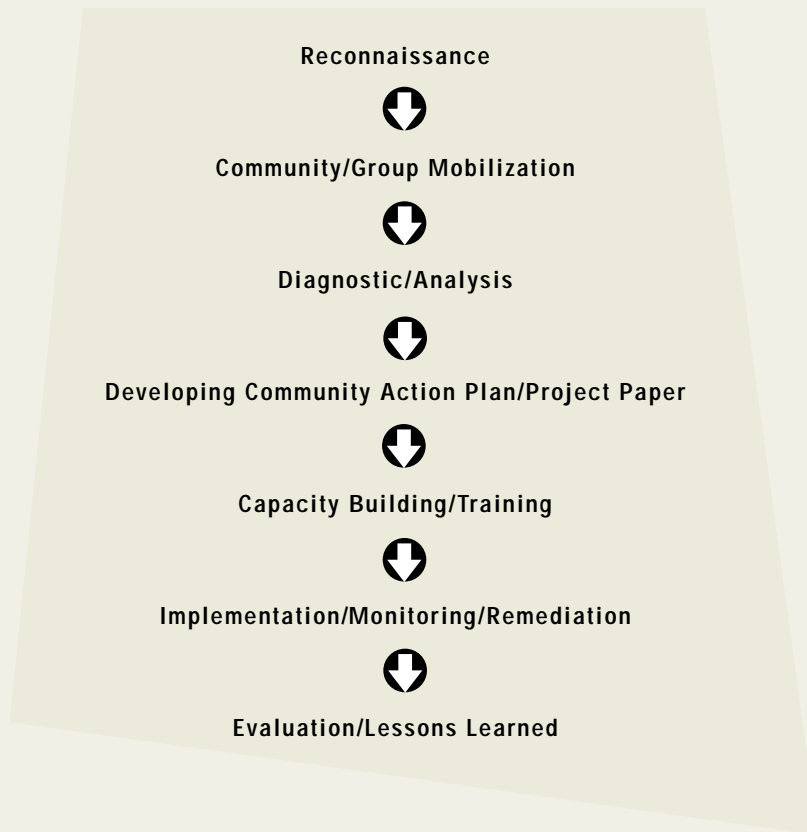 Reconnaissance
Community/Group Mobilization
Diagnostic/Analysis
Developing Community Action Plan/Project Paper
Capacity Building/Training
Implementation/Monitoring/Remediation
Evaluation/Lessons Learned